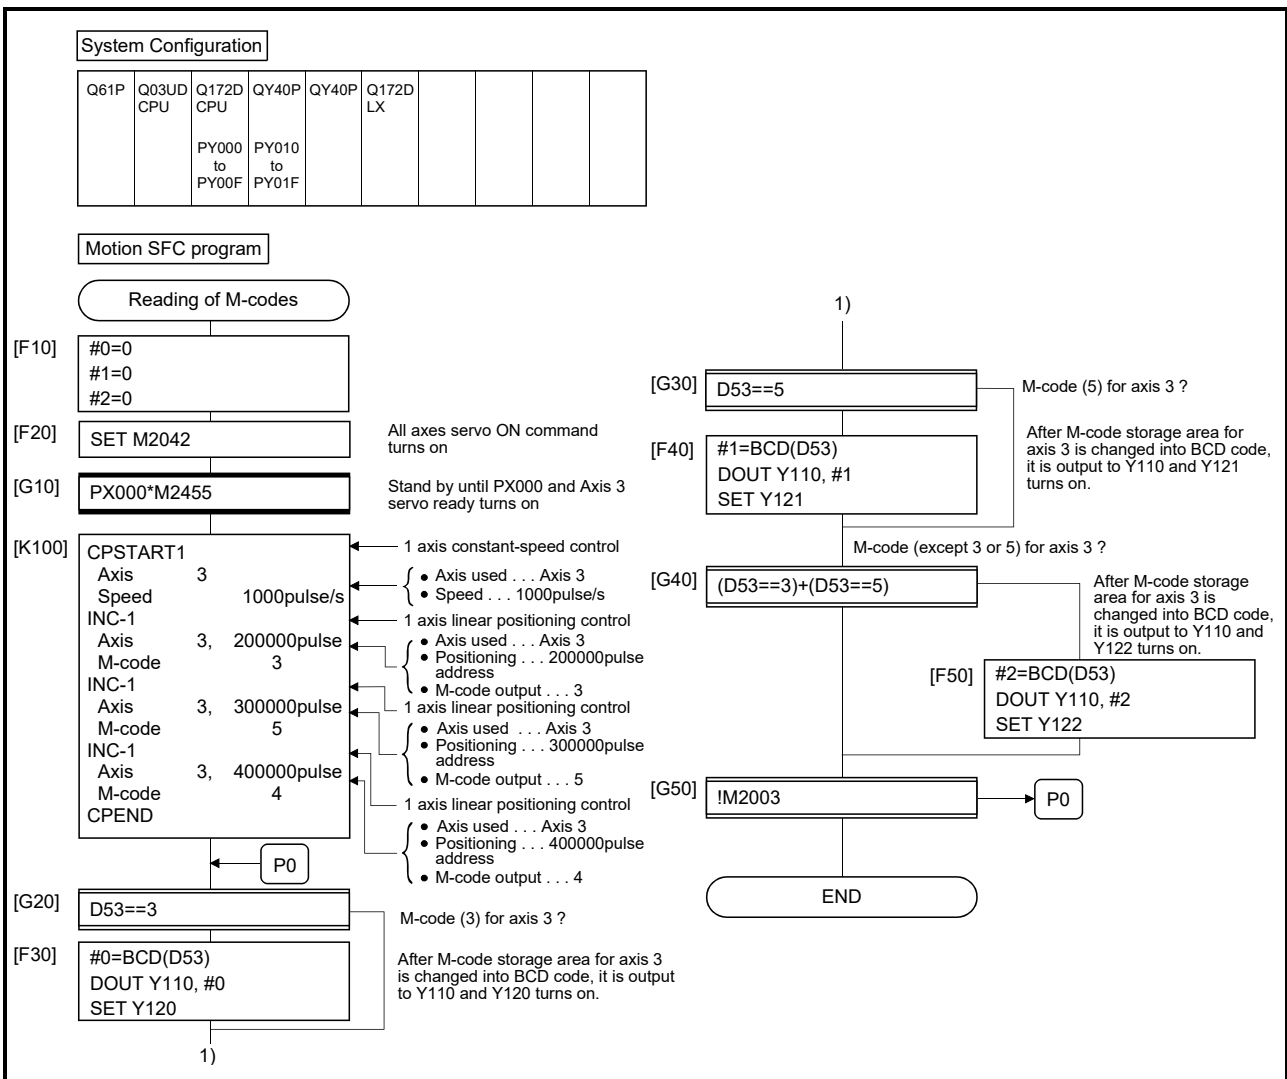 System Configuration
Q61P Q03UD CPU Q172D CPU QY40P QY40P Q172D LX
PY000 to PY00F PY010 to PY01F
Motion SFC program
Reading of M-codes
[F10]
#0=0
#1=0
#2=0
[F20]
SET M2042
All axes servo ON command
turns on
[G10]
PX000*M2455
Stand by until PX000 and Axis 3
servo ready turns on
[K100]
CPSTART1
Axis 3
Speed 1000pulse/s
INC-1
Axis 3, 200000pulse
M-code 3
INC-1
Axis 3, 300000pulse
M-code 5
INC-1
Axis 3, 400000pulse
M-code 4
CPEND
1 axis constant-speed control
• Axis used . . . Axis 3
• Speed . . . 1000pulse/s
1 axis linear positioning control
• Axis used . . . Axis 3
• Positioning . . . 200000pulse
address
• M-code output . . . 3
1 axis linear positioning control
• Axis used . . . Axis 3
• Positioning . . . 300000pulse
address
• M-code output . . . 5
1 axis linear positioning control
• Axis used . . . Axis 3
• Positioning . . . 400000pulse
address
• M-code output . . . 4
P0
[G20]
D53==3
M-code (3) for axis 3 ?
[F30]
#0=BCD(D53)
DOUT Y110, #0
SET Y120
After M-code storage area for axis 3
is changed into BCD code, it is output
to Y110 and Y120 turns on.
1)
1)
[G30]
D53==5
M-code (5) for axis 3 ?
[F40]
#1=BCD(D53)
DOUT Y110, #1
SET Y121
After M-code storage area for
axis 3 is changed into BCD code,
it is output to Y110 and Y121
turns on.
M-code (except 3 or 5) for axis 3 ?
[G40]
(D53==3)+(D53==5)
After M-code storage
area for axis 3 is
changed into BCD code,
it is output to Y110 and
Y122 turns on.
[F50]
#2=BCD(D53)
DOUT Y110, #2
SET Y122
[G50]
!M2003
P0
END